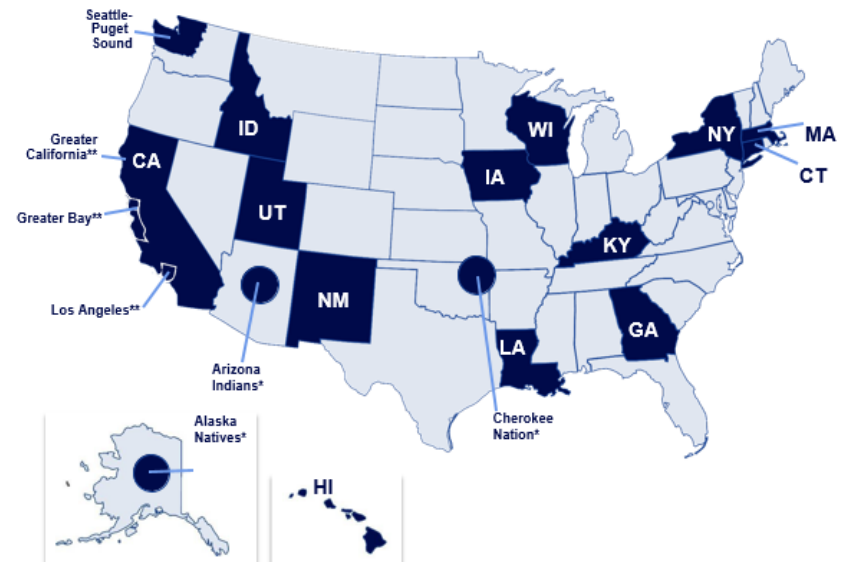 Seattle-
Puget
Sound
ID
WI
NY
MA
Greater
California**
CA
IA
CT
Greater Bay**
UT
KY
Los Angeles**
NM
GA
LA
Arizona
Indians*
Cherokee
Nation*
Alaska
Natives*
HI